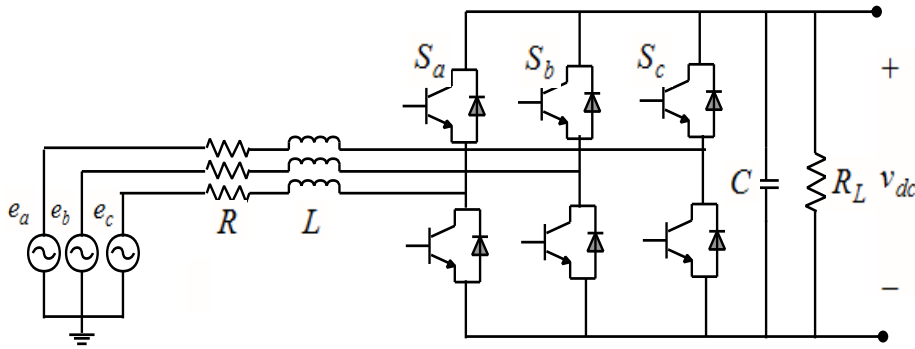 S_a
S_b
S_c
+
e_a
e_b
e_c
R
L
C
R_L
v_dc
−